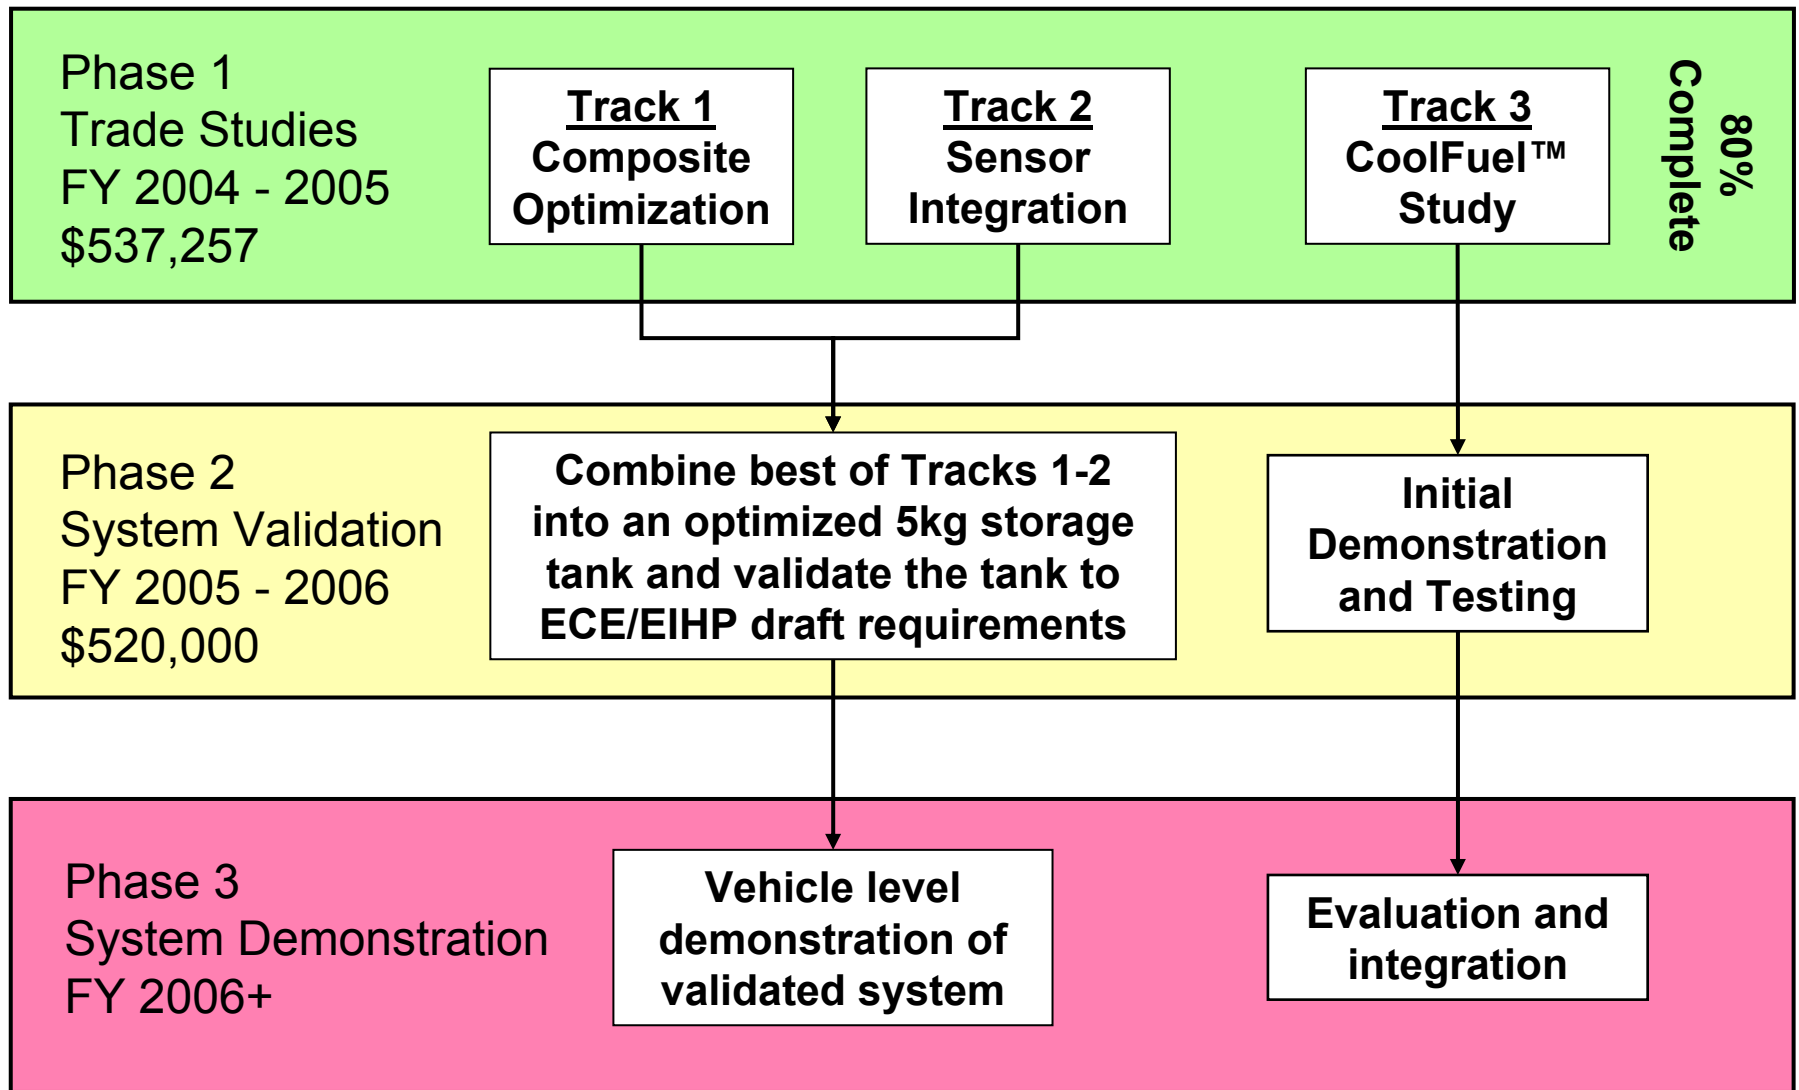 Phase 1
Trade Studies
FY 2004 - 2005
$537,257
Track 1
Composite
Optimization
Track 2
Sensor
Integration
Track 3
CoolFuel™
Study
80%
Complete
Phase 2
System Validation
FY 2005 - 2006
$520,000
Combine best of Tracks 1-2
into an optimized 5kg storage
tank and validate the tank to
ECE/EIHP draft requirements
Initial
Demonstration
and Testing
Phase 3
System Demonstration
FY 2006+
Vehicle level
demonstration of
validated system
Evaluation and
integration